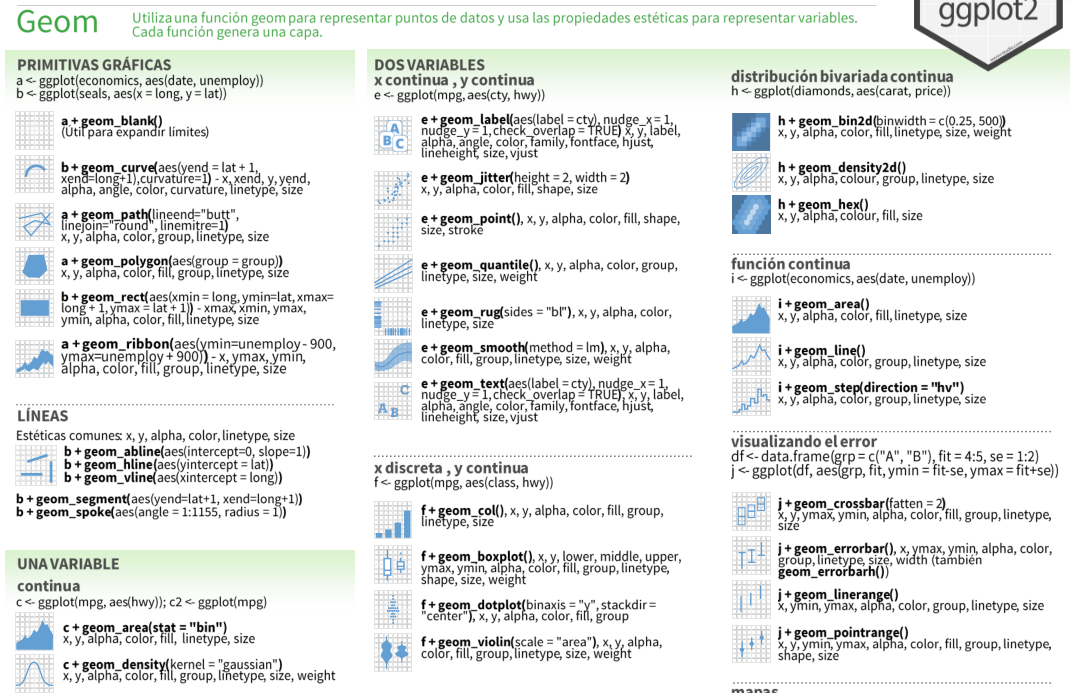 Geom
Utiliza una función geom para representar puntos de datos y usa las propiedades estéticas para representar variables.
Cada función genera una capa.
ggplot2
PRIMITIVAS GRÁFICAS
a <- ggplot(economics, aes(date, unemploy))
b <- ggplot(seals, aes(x = long, y = lat))
a + geom_blank()
(Útil para expandir límites)
b + geom_curve(aes(yend = lat + 1,
xend=long+1),curvature=1) - x, xend, y, yend,
alpha, angle, color, curvature, linetype, size
a + geom_path(lineend="butt",
linejoin="round", linemitre=1)
x, y, alpha, color, group, linetype, size
a + geom_polygon(aes(group = group))
x, y, alpha, color, fill, group, linetype, size
b + geom_rect(aes(xmin = long, ymin=lat, xmax=
long + 1, ymax = lat + 1)) - xmax, xmin, ymax,
ymin, alpha, color, fill, linetype, size
a + geom_ribbon(aes(ymin=unemploy - 900,
ymax=unemploy + 900)) - x, ymax, ymin,
alpha, color, fill, group, linetype, size
LÍNEAS
Estéticas comunes: x, y, alpha, color, linetype, size
b + geom_abline(aes(intercept=0, slope=1))
b + geom_hline(aes(yintercept = lat))
b + geom_vline(aes(xintercept = long))
b + geom_segment(aes(yend=lat+1, xend=long+1))
b + geom_spoke(aes(angle = 1:1155, radius = 1))
UNA VARIABLE
continua
c <- ggplot(mpg, aes(hwy)); c2 <- ggplot(mpg)
c + geom_area(stat = "bin")
x, y, alpha, color, fill, linetype, size
c + geom_density(kernel = "gaussian")
x, y, alpha, color, fill, group, linetype, size, weight
DOS VARIABLES
x continua , y continua
e <- ggplot(mpg, aes(cty, hwy))
A
B C
e + geom_label(aes(label = cty), nudge_x = 1,
nudge_y = 1, check_overlap = TRUE) x, y, label,
alpha, angle, color, family, fontface, hjust,
lineheight, size, vjust
e + geom_jitter(height = 2, width = 2)
x, y, alpha, color, fill, shape, size
e + geom_point(), x, y, alpha, color, fill, shape,
size, stroke
e + geom_quantile(), x, y, alpha, color, group,
linetype, size, weight
e + geom_rug(sides = "bl"), x, y, alpha, color,
linetype, size
e + geom_smooth(method = lm), x, y, alpha,
color, fill, group, linetype, size, weight
C
A B
e + geom_text(aes(label = cty), nudge_x = 1,
nudge_y = 1, check_overlap = TRUE), x, y, label,
alpha, angle, color, family, fontface, hjust,
lineheight, size, vjust
x discreta , y continua
f <- ggplot(mpg, aes(class, hwy))
f + geom_col(), x, y, alpha, color, fill, group,
linetype, size
f + geom_boxplot(), x, y, lower, middle, upper,
ymax, ymin, alpha, color, fill, group, linetype,
shape, size, weight
f + geom_dotplot(binaxis = "y", stackdir =
"center"), x, y, alpha, color, fill, group
f + geom_violin(scale = "area"), x, y, alpha,
color, fill, group, linetype, size, weight
distribución bivariada continua
h <- ggplot(diamonds, aes(carat, price))
h + geom_bin2d(binwidth = c(0.25, 500))
x, y, alpha, color, fill, linetype, size, weight
h + geom_density2d()
x, y, alpha, colour, group, linetype, size
h + geom_hex()
x, y, alpha, colour, fill, size
función continua
i <- ggplot(economics, aes(date, unemploy))
i + geom_area()
x, y, alpha, color, fill, linetype, size
i + geom_line()
x, y, alpha, color, group, linetype, size
i + geom_step(direction = "hv")
x, y, alpha, color, group, linetype, size
visualizando el error
df <- data.frame(grp = c("A", "B"), fit = 4:5, se = 1:2)
j <- ggplot(df, aes(grp, fit, ymin = fit-se, ymax = fit+se))
j + geom_crossbar(fatten = 2)
x, y, ymax, ymin, alpha, color, fill, group, linetype,
size
j + geom_errorbar(), x, ymax, ymin, alpha, color,
group, linetype, size, width (también
geom_errorbarh())
j + geom_linerange()
x, ymin, ymax, alpha, color, group, linetype, size
j + geom_pointrange()
x, y, ymin, ymax, alpha, color, fill, group, linetype,
shape, size
mapas